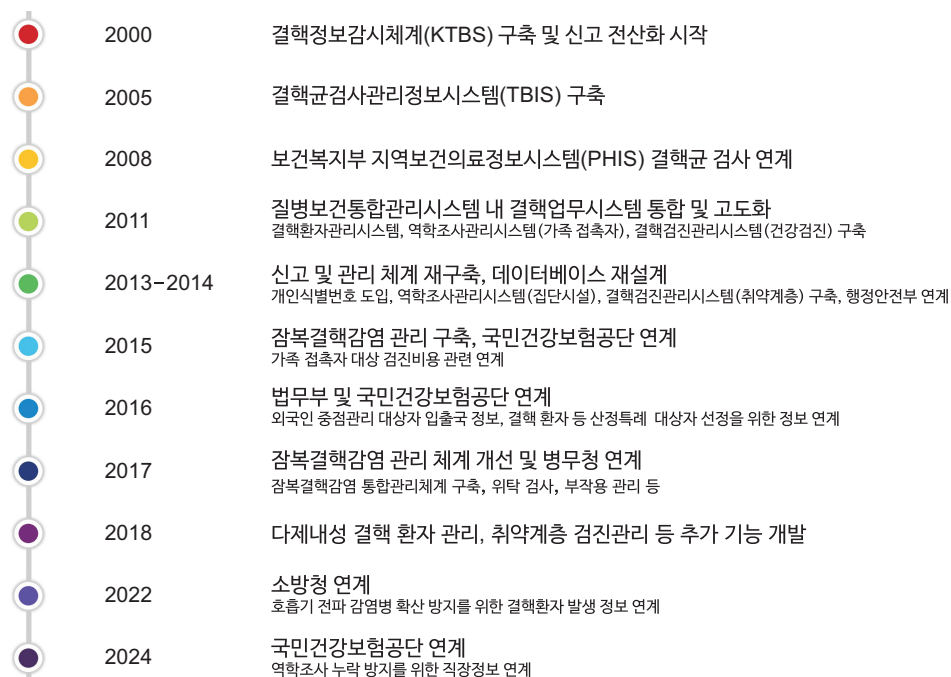 2000 결핵정보감시체계(KTBS) 구축 및 신고 전산화 시작
2005 결핵균검사관리정보시스템(TBIS) 구축
2008 보건복지부 지역보건의료정보시스템(PHIS) 결핵균 검사 연계
2011 질병보건통합관리시스템 내 결핵업무시스템 통합 및 고도화
결핵환자관리시스템, 역학조사관리시스템(가족 접촉자), 결핵검진관리시스템(건강검진) 구축
2013-2014 신고 및 관리 체계 재구축, 데이터베이스 재설계
개인식별번호 도입, 역학조사관리시스템(집단시설), 결핵검진관리시스템(취약계층) 구축, 행정안전부 연계
2015 잠복결핵감염 관리 구축, 국민건강보험공단 연계
가족 접촉자 대상 검진비용 관련 연계
2016 법무부 및 국민건강보험공단 연계
외국인 중점관리 대상자 입출국 정보, 결핵 환자 등 산정특례 대상자 선정을 위한 정보 연계
2017 잠복결핵감염 관리 체계 개선 및 병무청 연계
잠복결핵감염 통합관리체계 구축, 위탁 검사, 부작용 관리 등
2018 다제내성 결핵 환자 관리, 취약계층 검진관리 등 추가 기능 개발
2022 소방청 연계
호흡기 전파 감염병 확산 방지를 위한 결핵환자 발생 정보 연계
2024 국민건강보험공단 연계
역학조사 누락 방지를 위한 직장정보 연계